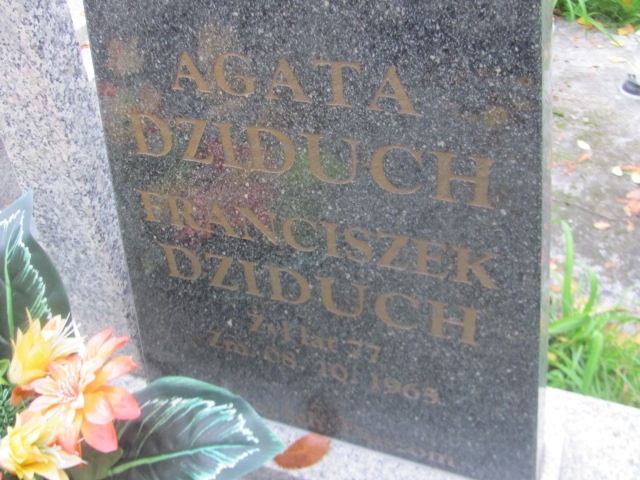 AGATA
DZIDUCH
FRANCISZEK
DZIDUCH
Żył lat 77
Zm. 08. 10. 1963